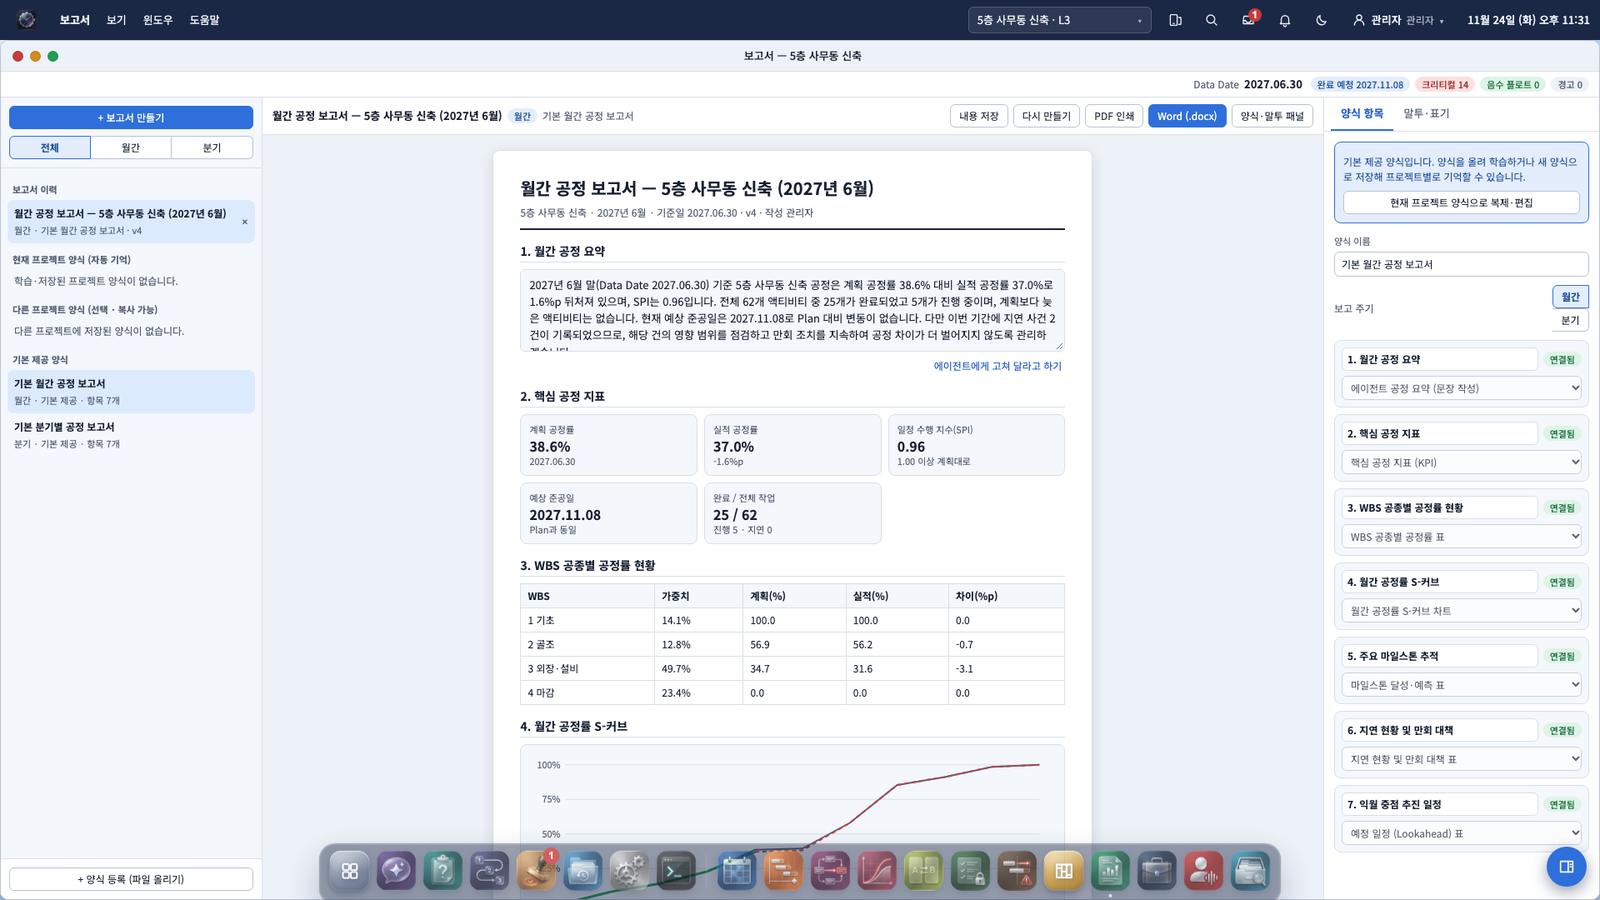 보고서 보기 윈도우 도움말
5층 사무동 신축 · L3
1
관리자 관리자
11월 24일 (화) 오후 11:31
보고서 — 5층 사무동 신축
Data Date 2027.06.30 완료 예정 2027.11.08 크리티컬 14 음수 플로트 0 경고 0
+ 보고서 만들기
전체 월간 분기
보고서 이력
월간 공정 보고서 — 5층 사무동 신축 (2027년 6월)
월간 · 기본 월간 공정 보고서 · v4
×
현재 프로젝트 양식 (자동 기억)
학습·저장된 프로젝트 양식이 없습니다.
다른 프로젝트 양식 (선택 · 복사 가능)
다른 프로젝트에 저장된 양식이 없습니다.
기본 제공 양식
기본 월간 공정 보고서
월간 · 기본 제공 · 항목 7개
기본 분기별 공정 보고서
분기 · 기본 제공 · 항목 7개
+ 양식 등록 (파일 올리기)
월간 공정 보고서 — 5층 사무동 신축 (2027년 6월) 월간 기본 월간 공정 보고서
내용 저장 다시 만들기 PDF 인쇄 Word (.docx) 양식·말투 패널
월간 공정 보고서 — 5층 사무동 신축 (2027년 6월)
5층 사무동 신축 · 2027년 6월 · 기준일 2027.06.30 · v4 · 작성 관리자
1. 월간 공정 요약
2027년 6월 말(Data Date 2027.06.30) 기준 5층 사무동 신축 공정은 계획 공정률 38.6% 대비 실적 공정률 37.0%로
1.6%p 뒤처져 있으며, SPI는 0.96입니다. 전체 62개 액티비티 중 25개가 완료되었고 5개가 진행 중이며, 계획보다 늦
은 액티비티는 없습니다. 현재 예상 준공일은 2027.11.08로 Plan 대비 변동이 없습니다. 다만 이번 기간에 지연 사건 2
건이 기록되었으므로, 해당 건의 영향 범위를 점검하고 만회 조치를 지속하여 공정 차이가 더 벌어지지 않도록 관리하
에이전트에게 고쳐 달라고 하기
2. 핵심 공정 지표
계획 공정률
38.6%
2027.06.30
실적 공정률
37.0%
-1.6%p
일정 수행 지수(SPI)
0.96
1.00 이상 계획대로
예상 준공일
2027.11.08
Plan과 동일
완료 / 전체 작업
25 / 62
진행 5 · 지연 0
3. WBS 공종별 공정률 현황
WBS 가중치 계획(%) 실적(%) 차이(%p)
1 기초 14.1% 100.0 100.0 0.0
2 골조 12.8% 56.9 56.2 -0.7
3 외장·설비 49.7% 34.7 31.6 -3.1
4 마감 23.4% 0.0 0.0 0.0
4. 월간 공정률 S-커브
100%
75%
50%
1
양식 항목 말투·표기
기본 제공 양식입니다. 양식을 올려 학습하거나 새 양식으
로 저장해 프로젝트별로 기억할 수 있습니다.
현재 프로젝트 양식으로 복제·편집
양식 이름
기본 월간 공정 보고서
보고 주기
월간
분기
1. 월간 공정 요약 연결됨
에이전트 공정 요약 (문장 작성)
2. 핵심 공정 지표 연결됨
핵심 공정 지표 (KPI)
3. WBS 공종별 공정률 현황 연결됨
WBS 공종별 공정률 표
4. 월간 공정률 S-커브 연결됨
월간 공정률 S-커브 차트
5. 주요 마일스톤 추적 연결됨
마일스톤 달성·예측 표
6. 지연 현황 및 만회 대책 연결됨
지연 현황 및 만회 대책 표
7. 익월 중점 추진 일정 연결됨
예정 일정 (Lookahead) 표